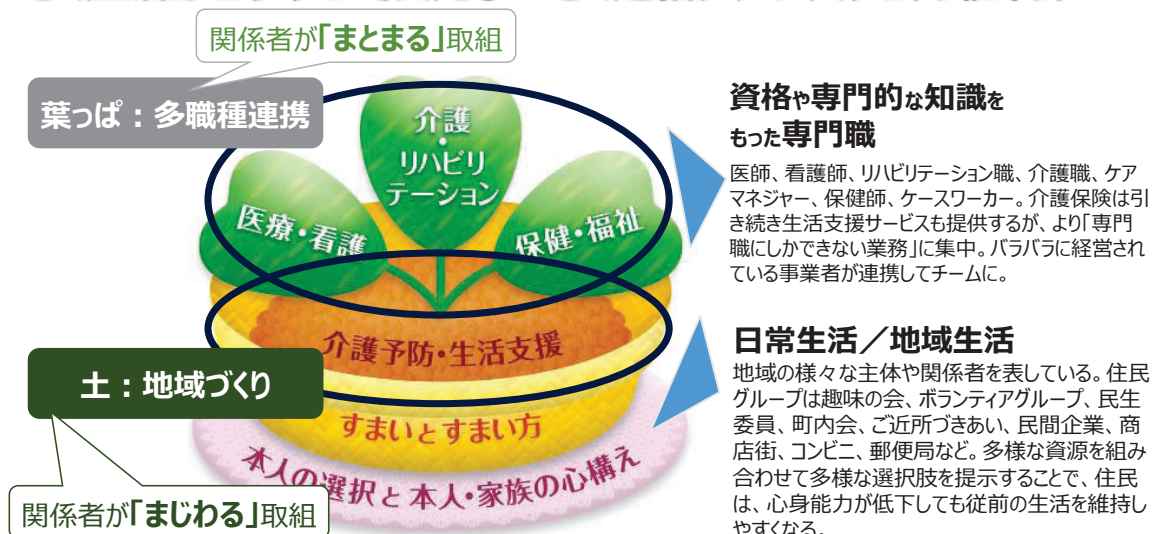 関係者が「まとまる」取組
葉っぱ：多職種連携
介護
・
リハビリ
テーション
医療・看護
保健・福祉
介護予防・生活支援
土：地域づくり
すまいとすまい方
本人の選択と本人・家族の心構え
関係者が「まじわる」取組
資格や専門的な知識を
もった専門職
医師、看護師、リハビリテーション職、介護職、ケア
マネジャー、保健師、ケースワーカー。介護保険は引
き続き生活支援サービスも提供するが、より「専門
職にしかできない業務」に集中。バラバラに経営され
ている事業者が連携してチームに。
日常生活／地域生活
地域の様々な主体や関係者を表している。住民
グループは趣味の会、ボランティアグループ、民生
委員、町内会、ご近所づきあい、民間企業、商
店街、コンビニ、郵便局など。多様な資源を組み
合わせて多様な選択肢を提示することで、住民
は、心身能力が低下しても従前の生活を維持し
やすくなる。